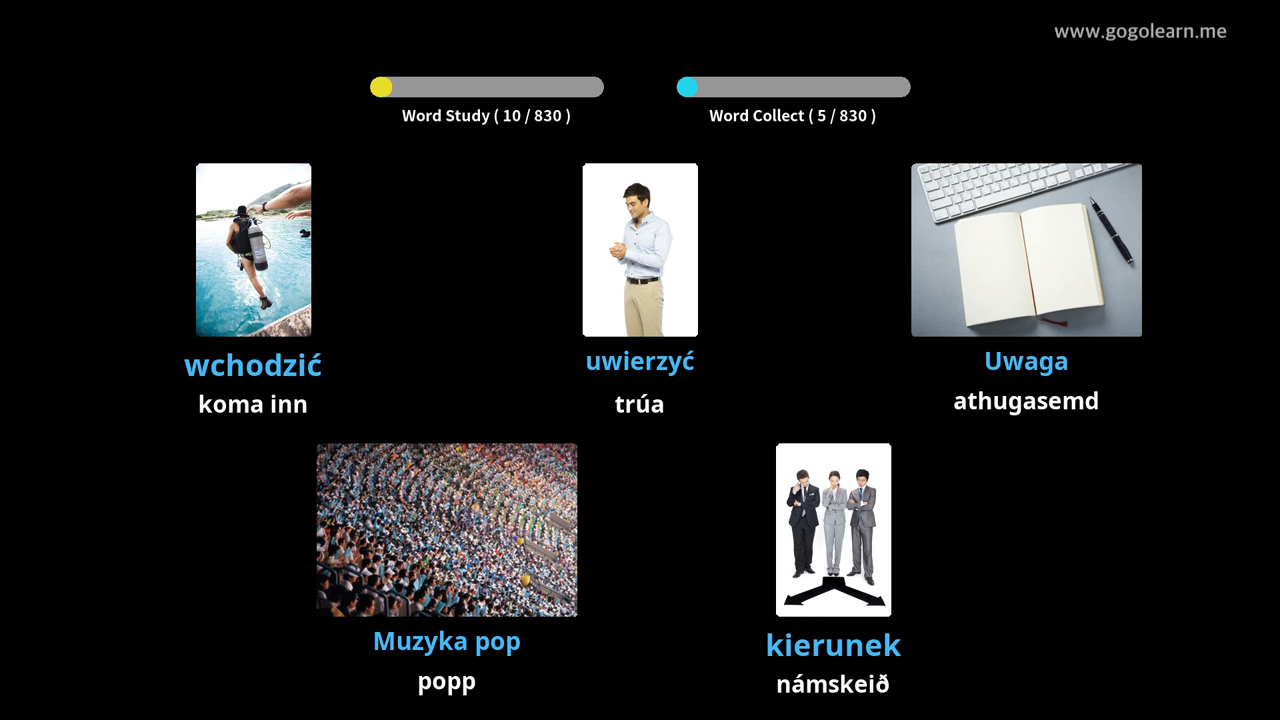 www.gogolearn.me
Word Study ( 10 / 830 )
Word Collect ( 5 / 830 )
wchodzić
koma inn
uwierzyć
trúa
Uwaga
athugasemd
Muzyka pop
popp
kierunek
námskeið